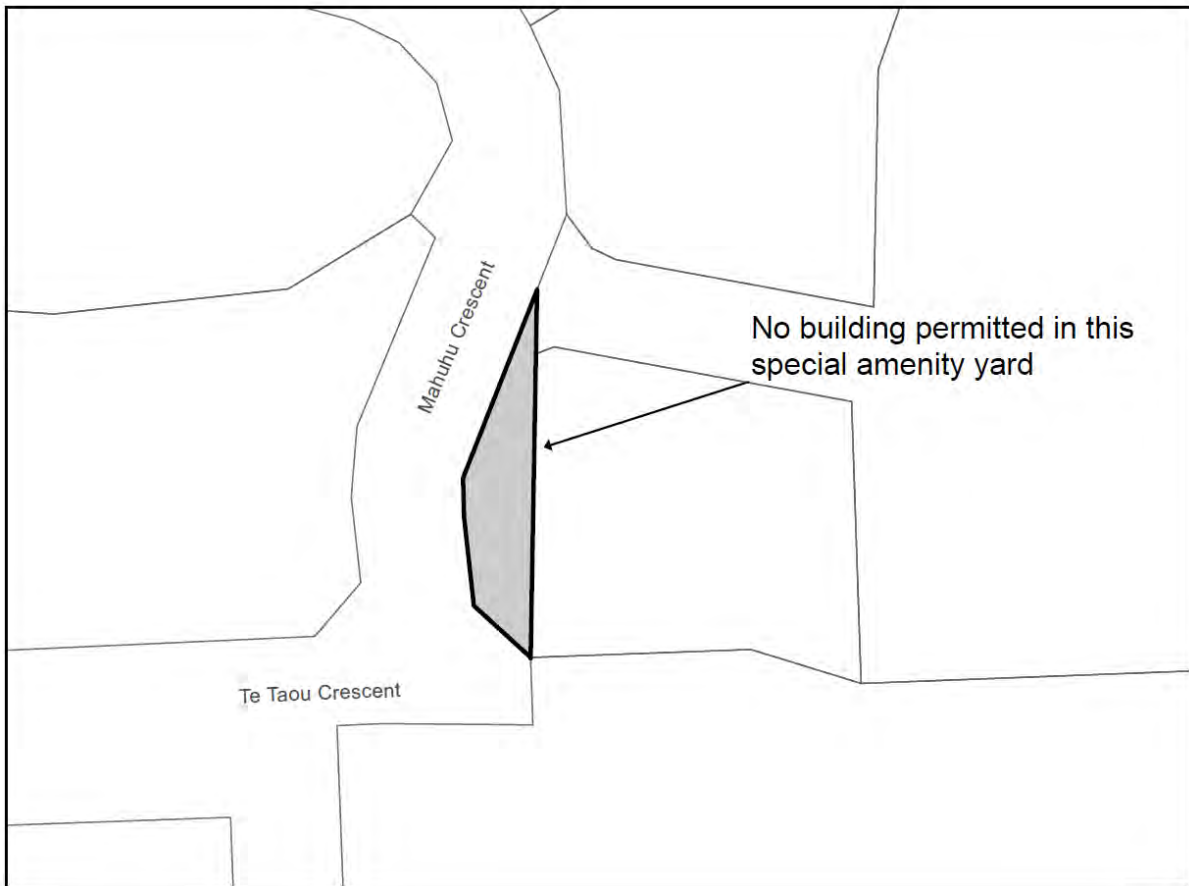 Mahuhu Crescent
No building permitted in this
special amenity yard
Te Taou Crescent